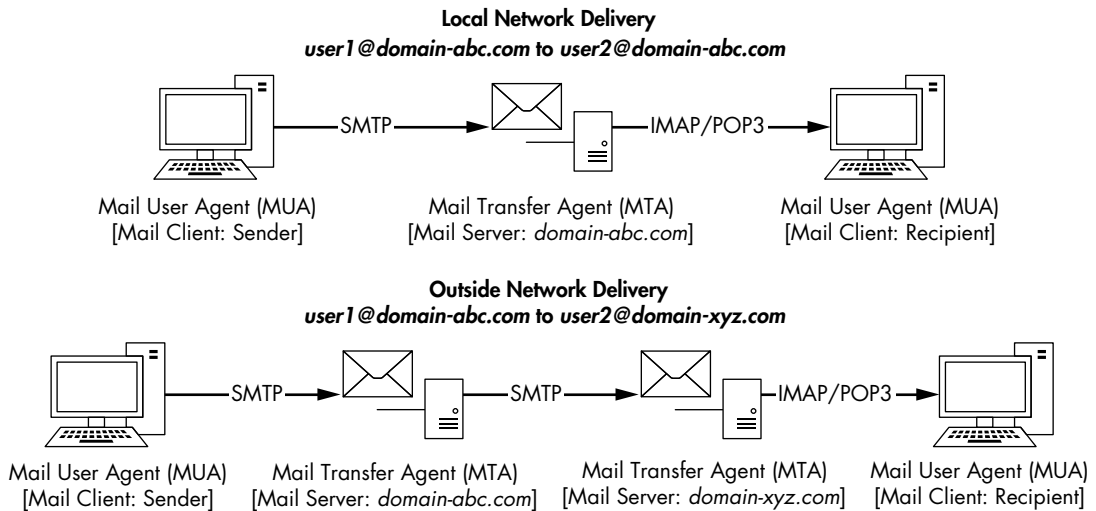 Local Network Delivery
user1@domain-abc.com to user2@domain-abc.com
SMTP
IMAP/POP3
Mail User Agent (MUA)
[Mail Client: Sender]
Mail Transfer Agent (MTA)
[Mail Server: domain-abc.com]
Mail User Agent (MUA)
[Mail Client: Recipient]
Outside Network Delivery
user1@domain-abc.com to user2@domain-xyz.com
SMTP
SMTP
IMAP/POP3
Mail User Agent (MUA)
[Mail Client: Sender]
Mail Transfer Agent (MTA)
[Mail Server: domain-abc.com]
Mail Transfer Agent (MTA)
[Mail Server: domain-xyz.com]
Mail User Agent (MUA)
[Mail Client: Recipient]